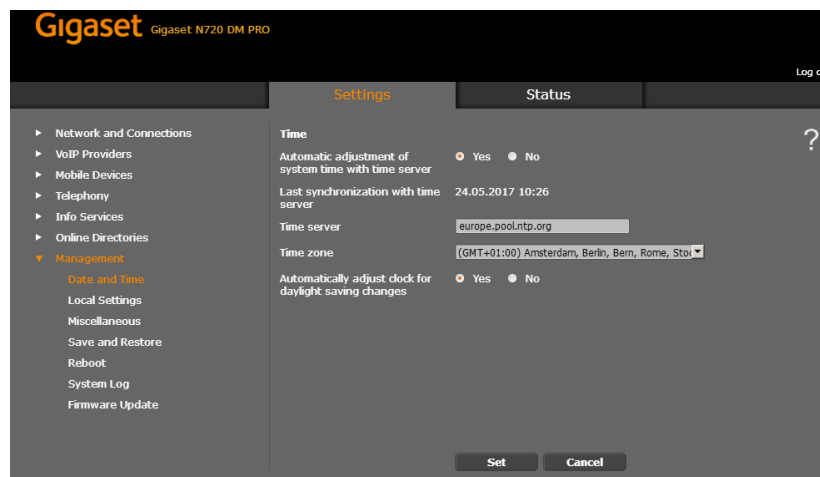 Gigaset Gigaset N720 DM PRO
Log
Settings
Status
Network and Connections
VoIP Providers
Mobile Devices
Telephony
Info Services
Online Directories
Management
Date and Time
Local Settings
Miscellaneous
Save and Restore
Reboot
System Log
Firmware Update
Time
?
Automatic adjustment of
system time with time server
Yes No
Last synchronization with time
server
24.05.2017 10:26
Time server
europe.pool.ntp.org
Time zone
(GMT+01:00) Amsterdam, Berlin, Bern, Rome,
Automatically adjust clock for
daylight saving changes
Yes No
Set Cancel